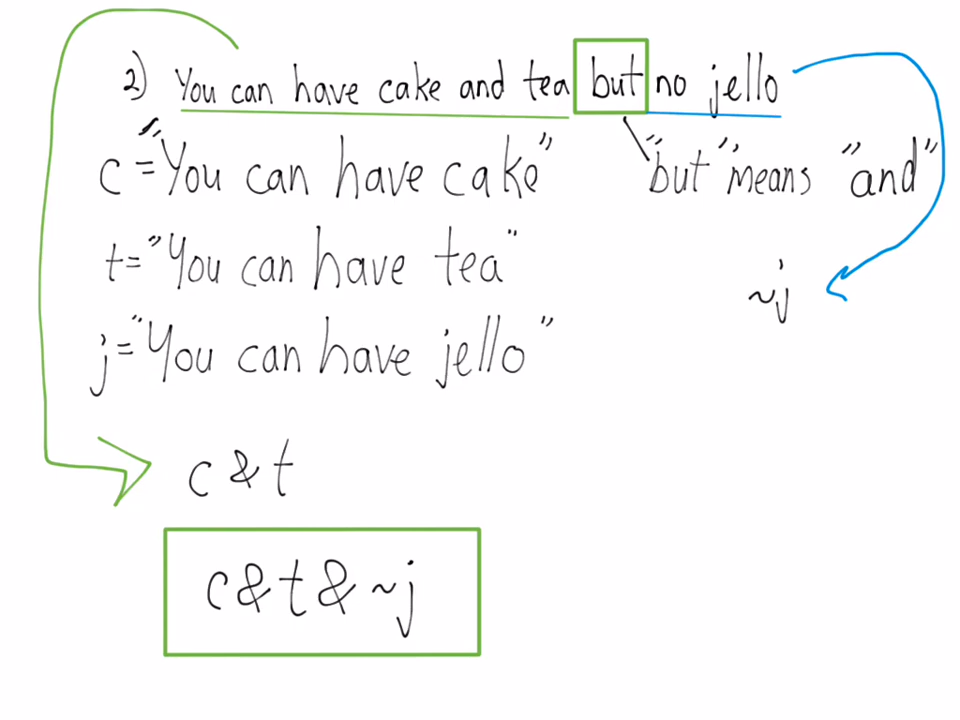 2) You can have cake and tea but no jello
c = "You can have cake"
"but" means "and"
t = "You can have tea"
~j
j = "You can have jello"
c & t
c & t & ~j